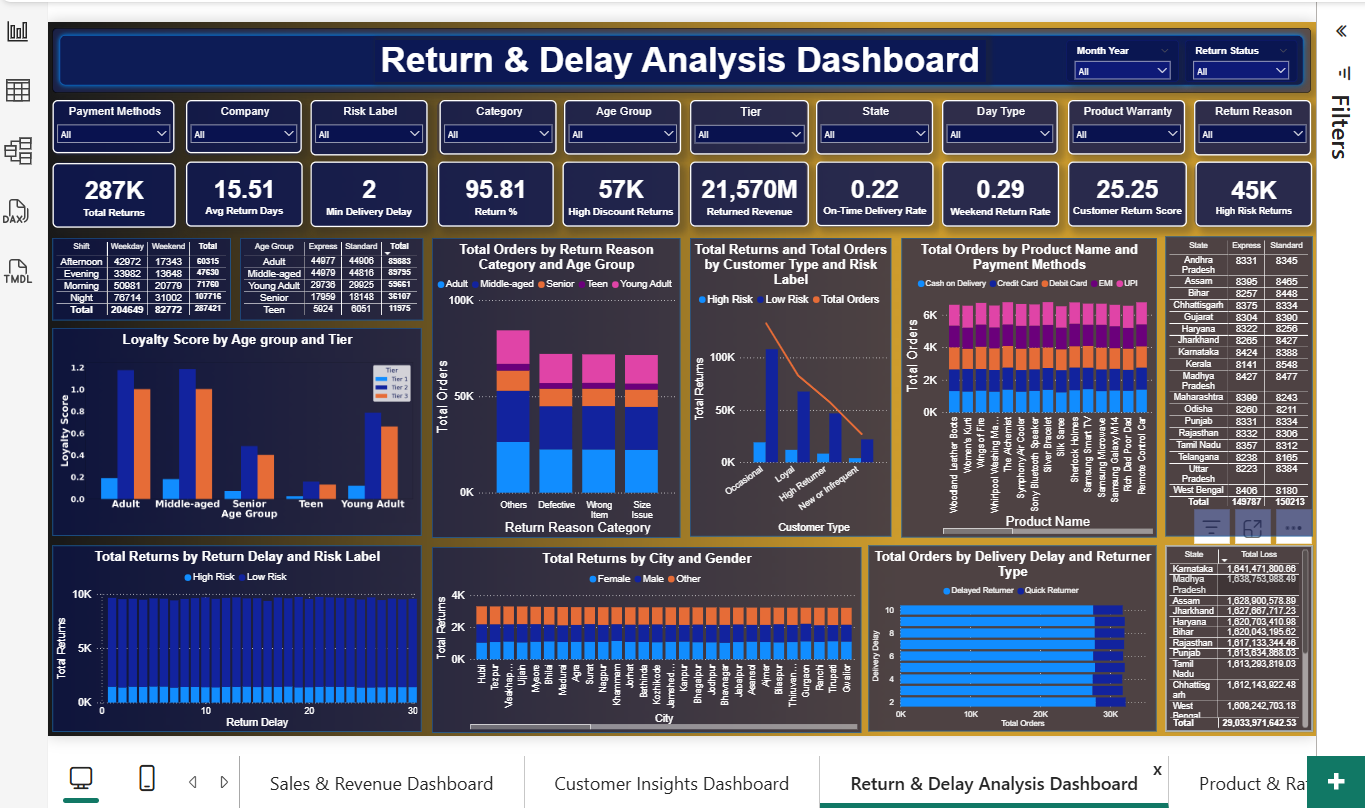 Return & Delay Analysis Dashboard
Month Year
All
Return Status
All
Filters
DAX
TMDL
Payment Methods
All
Company
All
Risk Label
All
Category
All
Age Group
All
Tier
All
State
All
Day Type
All
Product Warranty
All
Return Reason
All
287K
Total Returns
15.51
Avg Return Days
2
Min Delivery Delay
95.81
Return %
57K
High Discount Returns
21,570M
Returned Revenue
0.22
On-Time Delivery Rate
0.29
Weekend Return Rate
25.25
Customer Return Score
45K
High Risk Returns
Shift Weekday Weekend Total
Afternoon 42972 17343 60315
Evening 33982 13648 47630
Morning 50981 20779 71760
Night 76714 31002 107716
Total 204649 82772 287421
Age Group Express Standard Total
Adult 44977 44906 89883
Middle-aged 44979 44816 89795
Young Adult 29736 29925 59661
Senior 17959 18148 36107
Teen 5924 6051 11975
Loyalty Score by Age group and Tier
Tier
Tier 1
Tier 2
Tier 3
Loyalty Score
1.2
1.0
0.8
0.6
0.4
0.2
0.0
Adult Middle-aged Senior Teen Young Adult
Age Group
Total Orders by Return Reason
Category and Age Group
Adult Middle-aged Senior Teen Young Adult
Total Orders
100K
50K
0K
Others Defective Wrong Item Size Issue
Return Reason Category
Total Returns and Total Orders
by Customer Type and Risk
Label
High Risk Low Risk Total Orders
Total Returns
100K
50K
0K
Occasional Loyal High Returner New or Infrequent
Customer Type
Total Orders by Product Name and
Payment Methods
Cash on Delivery Credit Card Debit Card EMI UPI
Total Orders
6K
4K
2K
0K
Woodland Leather Boots
Women's Kurti
Wings of Fire
Whirlpool Washing Ma...
The Alchemist
Symphony Air Cooler
Sony Bluetooth Speaker
Silver Bracelet
Silk Saree
Sherlock Holmes
Samsung Smart TV
Samsung Microwave
Samsung Galaxy M14
Rich Dad Poor Dad
Remote Control Car
Product Name
State Express Standard
Andhra Pradesh 8331 8345
Assam 8395 8465
Bihar 8257 8448
Chhattisgarh 8375 8334
Gujarat 8304 8390
Haryana 8322 8256
Jharkhand 8265 8427
Karnataka 8424 8388
Kerala 8141 8548
Madhya Pradesh 8427 8477
Maharashtra 8399 8243
Odisha 8260 8211
Punjab 8331 8334
Rajasthan 8332 8306
Tamil Nadu 8357 8312
Telangana 8238 8165
Uttar Pradesh 8223 8384
West Bengal 8406 8180
Total 149787 150213
Total Returns by Return Delay and Risk Label
High Risk Low Risk
Total Returns
10K
5K
0K
0 10 20 30
Return Delay
Total Returns by City and Gender
Female Male Other
Total Returns
4K
2K
0K
Hubli
Tezpur
Visakhap...
Ujjain
Mysore
Bhilai
Madurai
Agra
Surat
Nagpur
Khammam
Jorhat
Bathinda
Kozhikode
Jamshed...
Kanpur
Bhagalpur
Jodhpur
Bhavnagar
Jabalpur
Asansol
Ajmer
Bilaspur
Thiruvan...
Gurgaon
Ranchi
Tirupati
Gwalior
City
Total Orders by Delivery Delay and Returner
Type
Delayed Returner Quick Returner
Delivery Delay
10
8
6
4
2
0K 10K 20K 30K
Total Orders
State Total Loss
Karnataka 1,641,471,800.66
Madhya Pradesh 1,638,753,988.49
Assam 1,628,900,578.89
Jharkhand 1,627,667,717.23
Haryana 1,620,703,410.98
Bihar 1,620,043,195.62
Rajasthan 1,617,133,344.46
Punjab 1,613,634,868.03
Tamil Nadu 1,613,293,819.03
Chhattisgarh 1,612,143,922.48
West Bengal 1,609,242,703.18
Total 29,033,971,642.53
Sales & Revenue Dashboard
Customer Insights Dashboard
Return & Delay Analysis Dashboard
x
Product & Ra